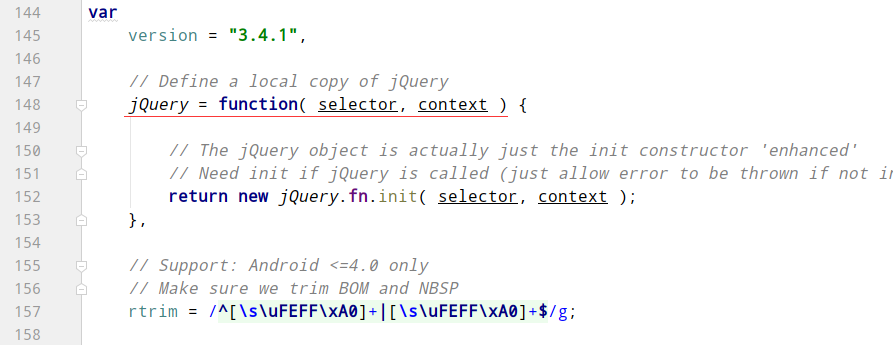 144 var
145 version = "3.4.1",
146
147 // Define a local copy of jQuery
148 jQuery = function( selector, context ) {
149
150 // The jQuery object is actually just the init constructor 'enhanced'
151 // Need init if jQuery is called (just allow error to be thrown if not in
152 return new jQuery.fn.init( selector, context );
153 },
154
155 // Support: Android <=4.0 only
156 // Make sure we trim BOM and NBSP
157 rtrim = /^[\s\uFEFF\xA0]+|[\s\uFEFF\xA0]+$/g;
158